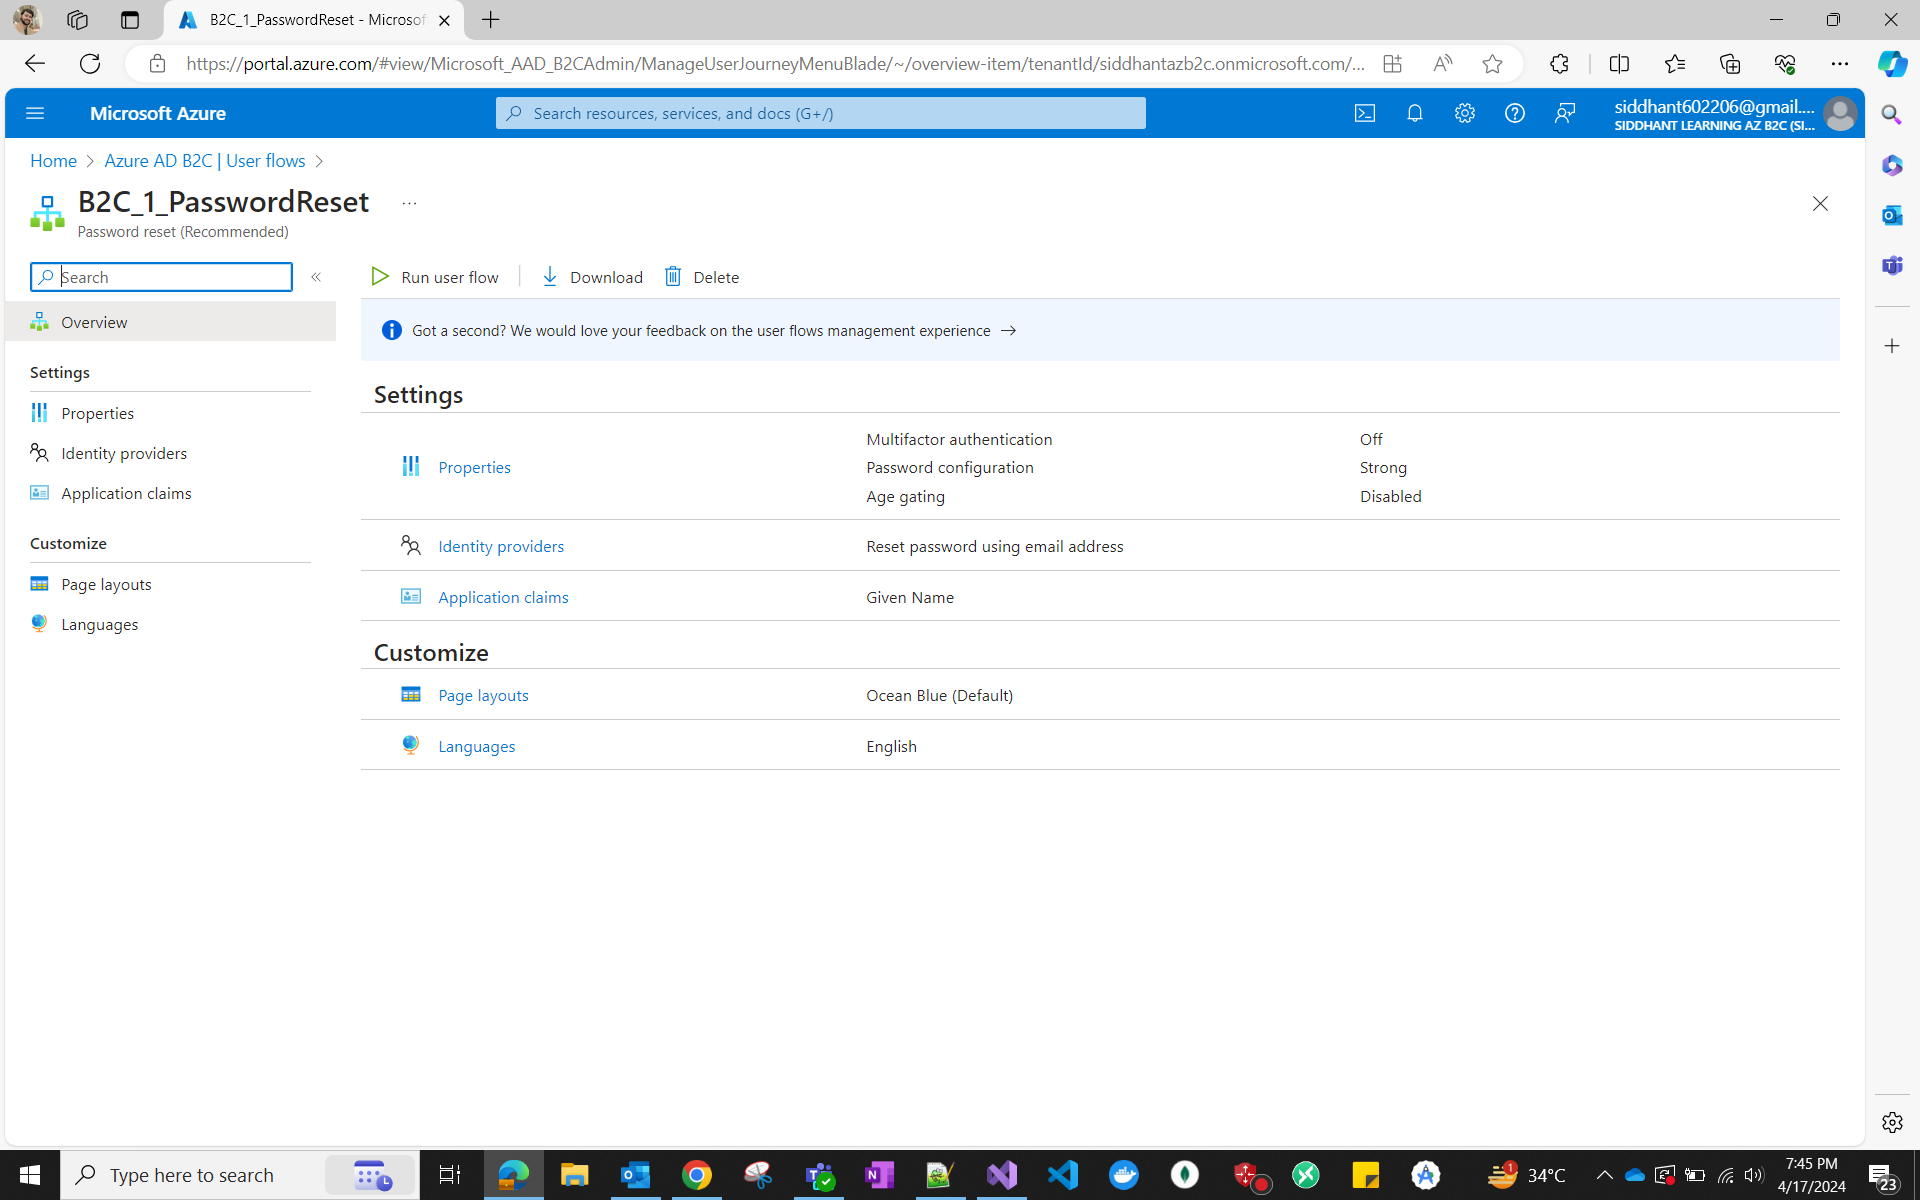 B2C_1_PasswordReset - Microsof
https://portal.azure.com/#view/Microsoft_AAD_B2CAdmin/ManageUserJourneyMenuBlade/~/overview-item/tenantId/siddhantazb2c.onmicrosoft.com/...
Microsoft Azure
Search resources, services, and docs (G+/)
siddhant602206@gmail....
SIDDHANT LEARNING AZ B2C (SI...
Home > Azure AD B2C | User flows >
B2C_1_PasswordReset ...
Password reset (Recommended)
Search
«
Run user flow
Download
Delete
Overview
Got a second? We would love your feedback on the user flows management experience →
Settings
Properties
Identity providers
Application claims
Customize
Page layouts
Languages
Settings
Properties
Multifactor authentication Off
Password configuration Strong
Age gating Disabled
Identity providers Reset password using email address
Application claims Given Name
Customize
Page layouts Ocean Blue (Default)
Languages English
Type here to search
1
34°C
7:45 PM
4/17/2024
23